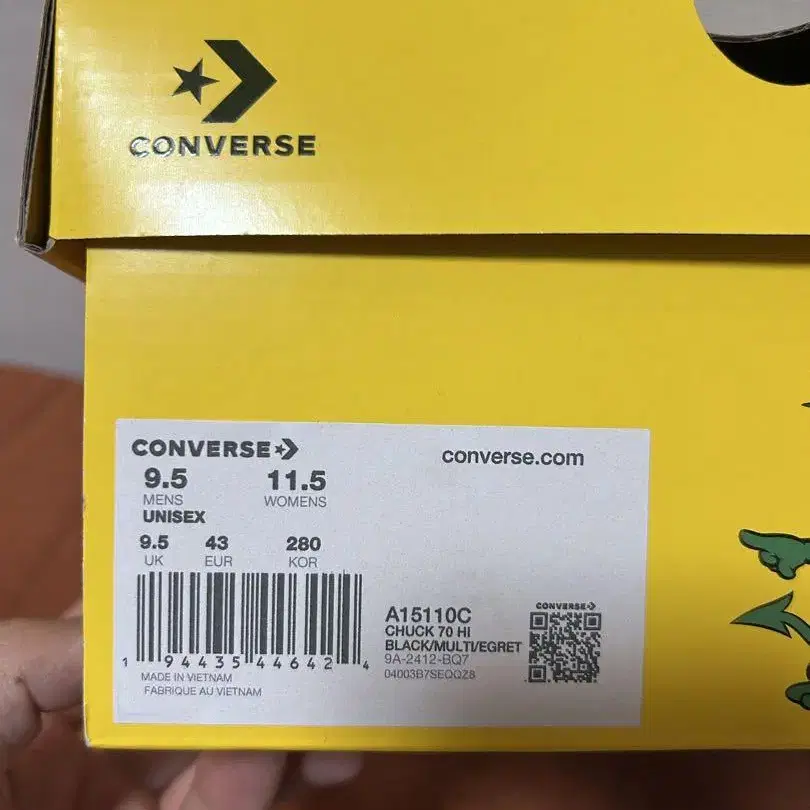 CONVERSE
CONVERSE
converse.com
9.5 11.5
MENS WOMENS
UNISEX
9.5 43 280
UK EUR KOR
1 94435 44642 4
MADE IN VIETNAM
FABRIQUE AU VIETNAM
A15110C
CHUCK 70 HI
BLACK/MULTI/EGRET
9A-2412-BQ7
04003B7SEQQZ8
CONVERSE